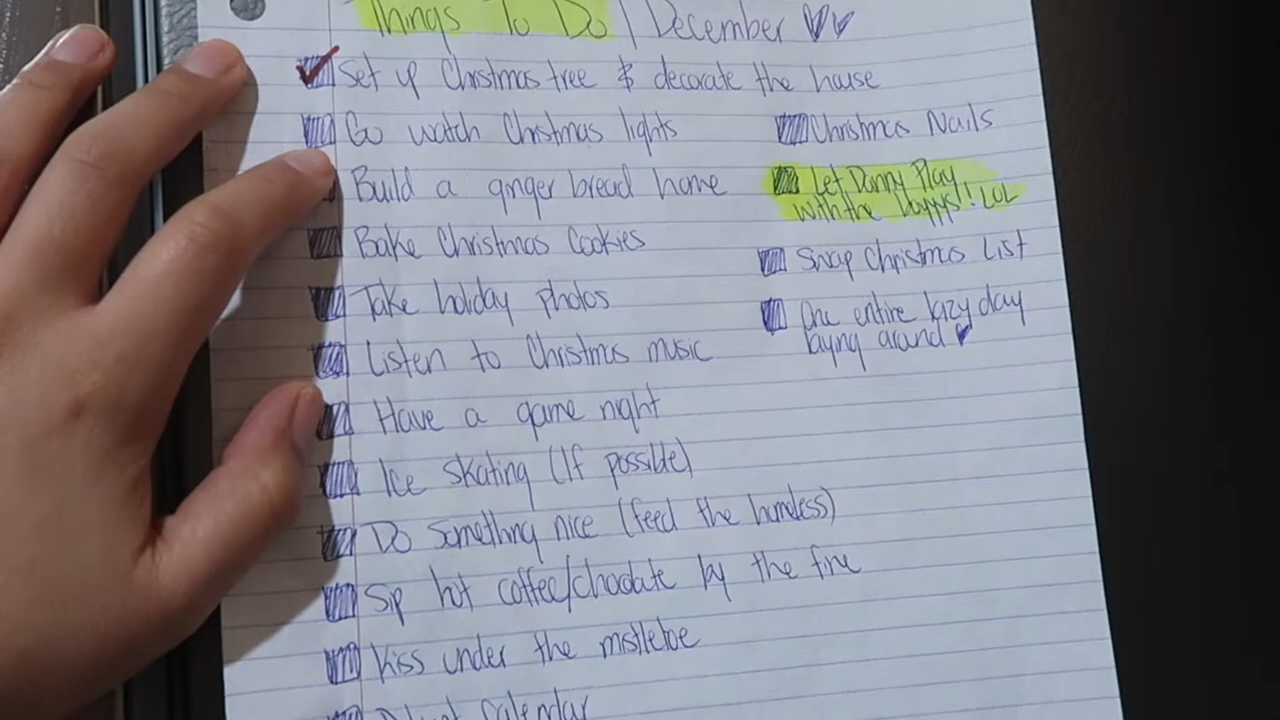 Things To Do | December
Set up Christmas tree & decorate the house
Go watch Christmas lights
Build a ginger bread home
Bake Christmas Cookies
Take holiday photos
Listen to Christmas music
Have a game night
Ice skating (If possible)
Do something nice (feed the homeless)
Sip hot coffee/chocolate by the fire
Kiss under the mistletoe
Calendar
Christmas Nails
Let Danny Play
with the ! LOL
Christmas List
One entire lazy day
laying around